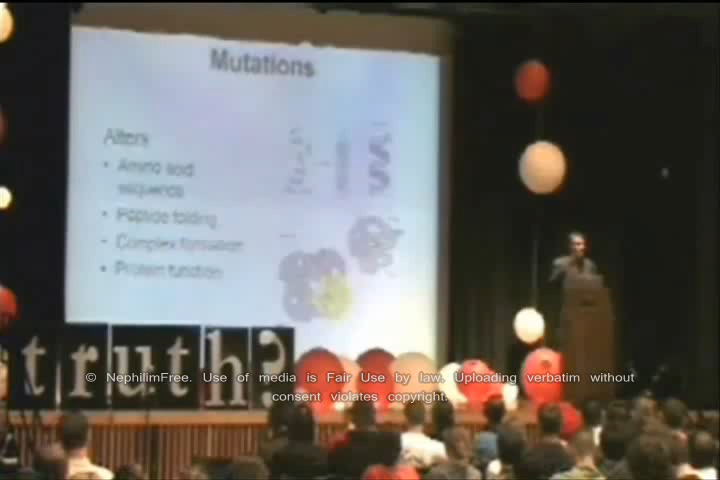 Mutations
Alters
• Amino acid
sequence
• Peptide folding
• Complex formation
• Protein function
truth?
© NephilimFree. Use of media is Fair Use by law. Uploading verbatim without
consent violates copyright.